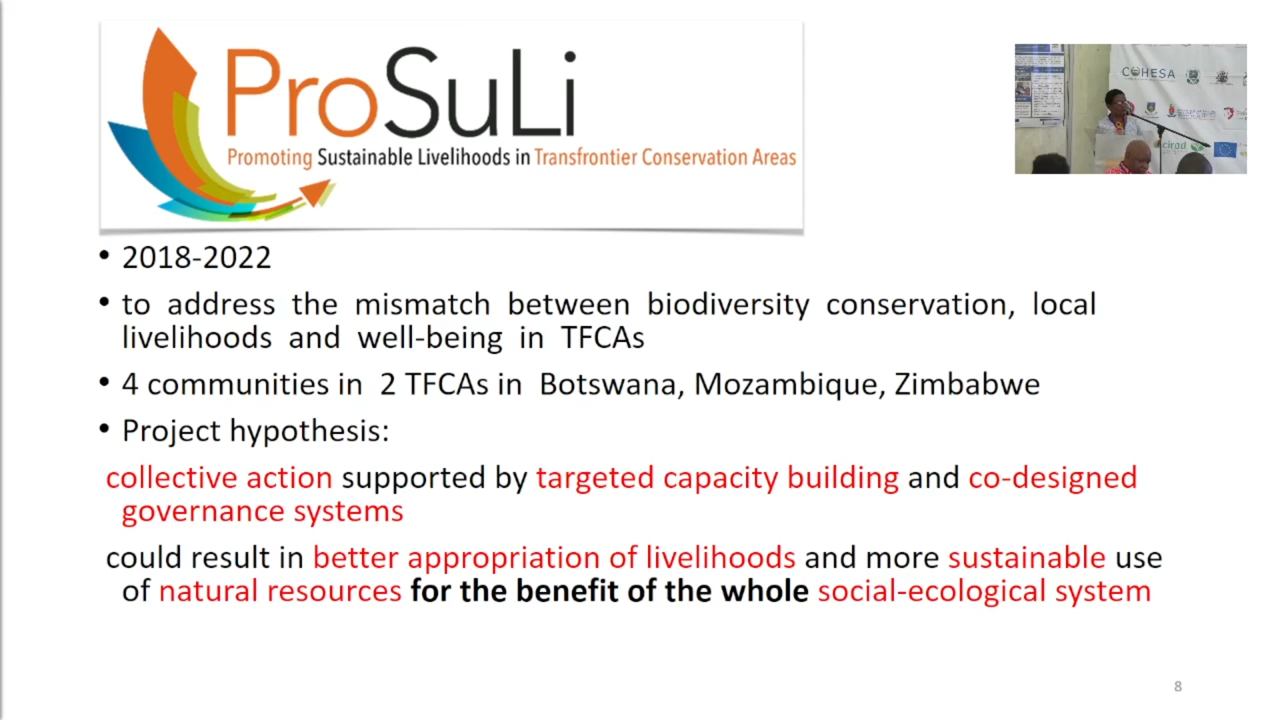 ProSuLi
Promoting Sustainable Livelihoods in Transfrontier Conservation Areas
COHESA
cirad
• 2018-2022
• to address the mismatch between biodiversity conservation, local
livelihoods and well-being in TFCAs
• 4 communities in 2 TFCAs in Botswana, Mozambique, Zimbabwe
• Project hypothesis:
collective action supported by targeted capacity building and co-designed
governance systems
could result in better appropriation of livelihoods and more sustainable use
of natural resources for the benefit of the whole social-ecological system
8